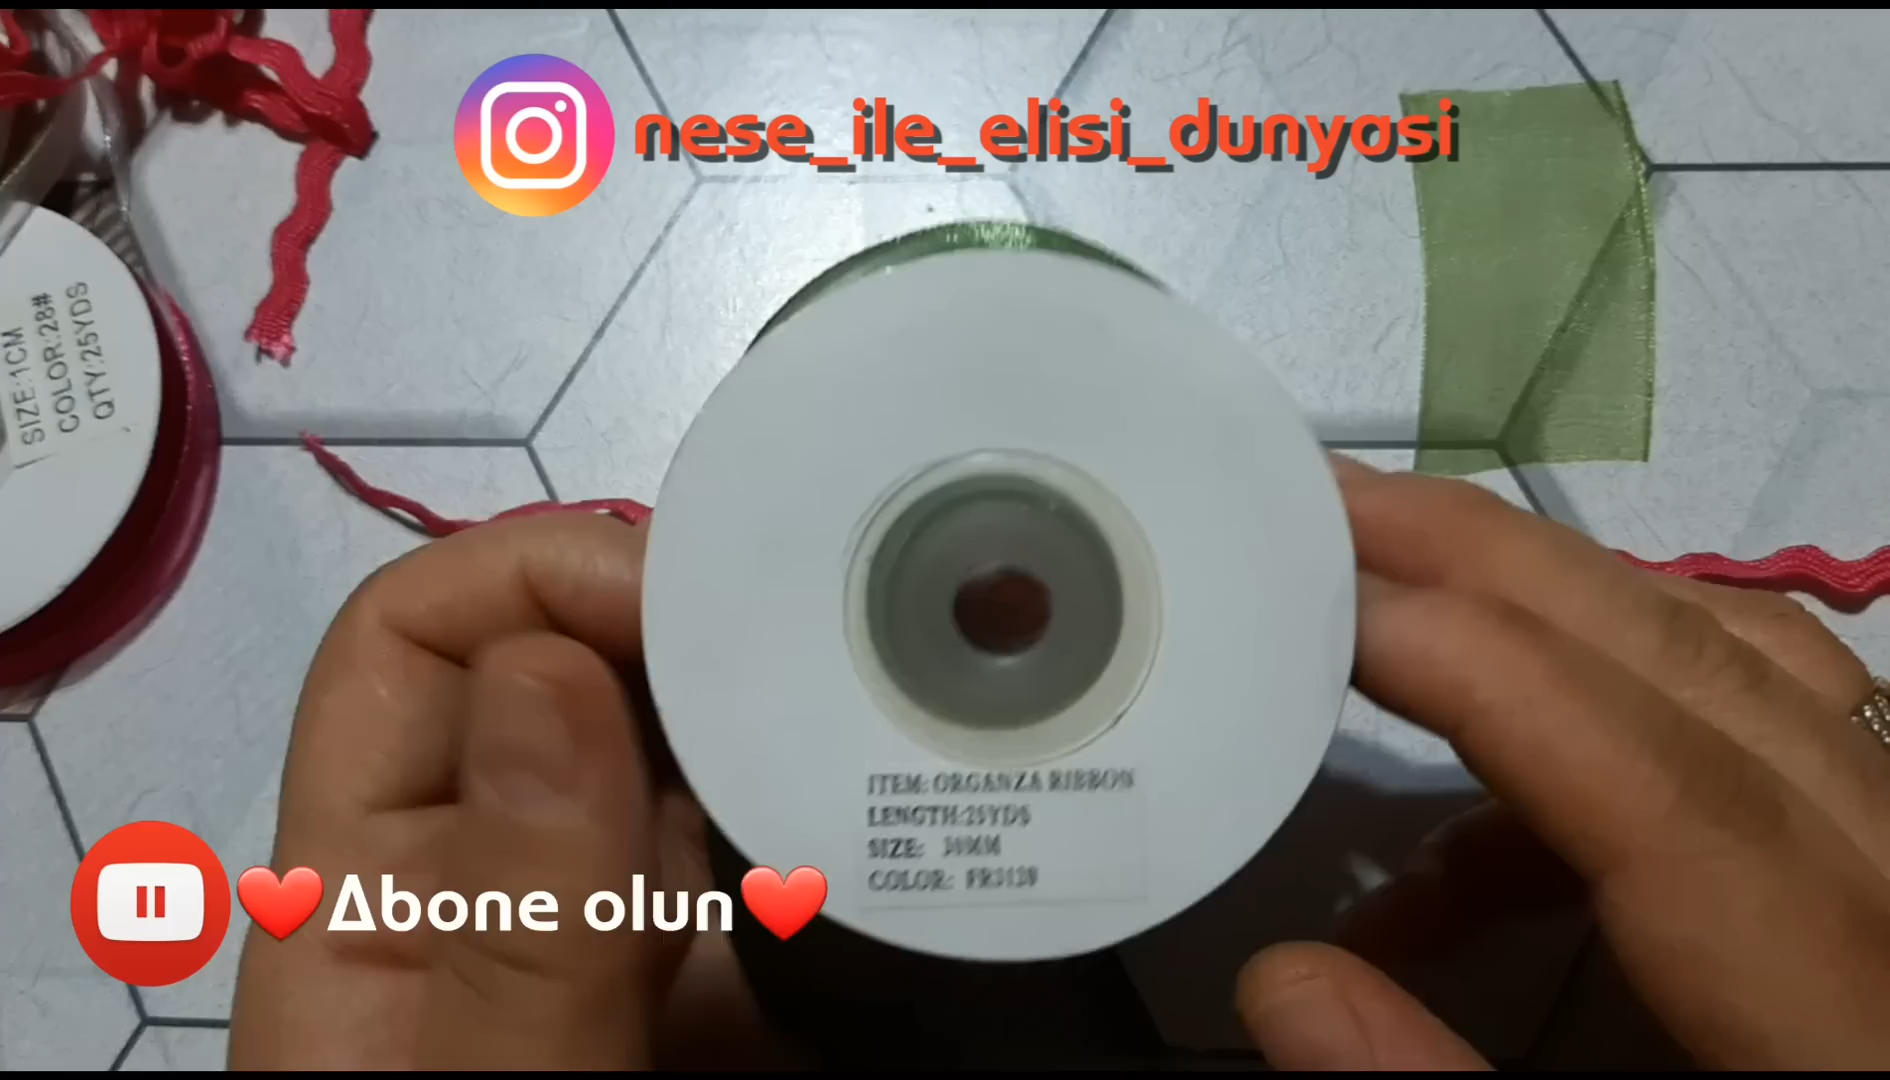 nese_ile_elisi_dunyasi
SIZE:1CM
COLOR:28#
QTY:25YDS
ITEM: ORGANZA RIBBON
LENGTH:25YDS
SIZE:
COLOR:
❤️Abone olun❤️